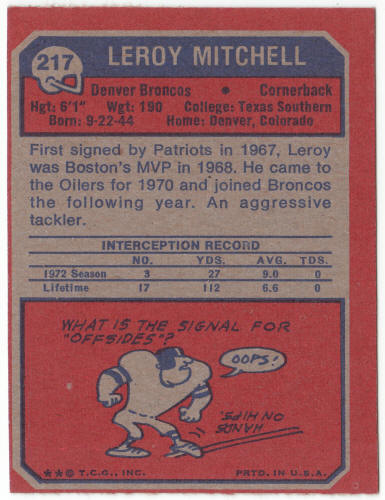 217
LEROY MITCHELL
Denver Broncos • Cornerback
Hgt: 6'1" Wgt: 190 College: Texas Southern
Born: 9-22-44 Home: Denver, Colorado
First signed by Patriots in 1967, Leroy
was Boston's MVP in 1968. He came to
the Oilers for 1970 and joined Broncos
the following year. An aggressive
tackler.
INTERCEPTION RECORD
NO. YDS. AVG. TDS.
1972 Season 3 27 9.0 0
Lifetime 17 112 6.6 0
WHAT IS THE SIGNAL FOR
"OFFSIDES"?
OOPS!
HANDS
ON HIPS.
**© T.C.G., INC. PRTD. IN U.S.A.